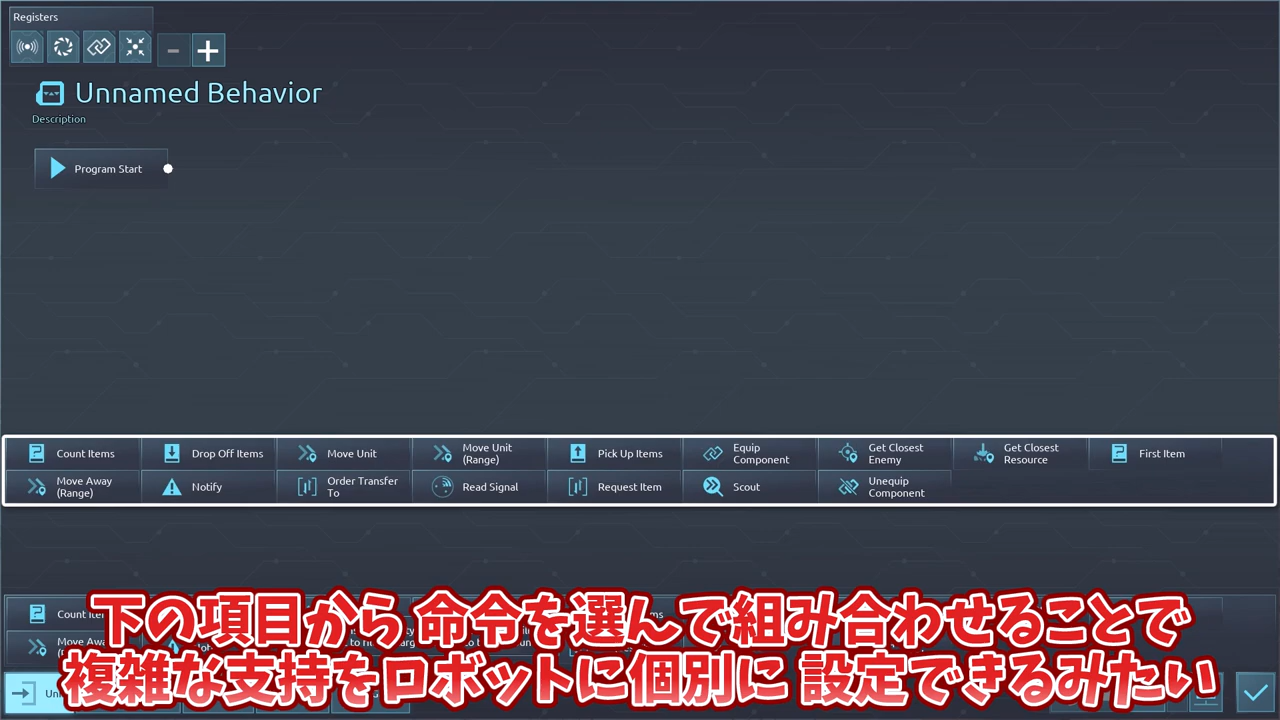 Registers
Unnamed Behavior
Description
Program Start
Count Items
Drop Off Items
Move Unit
Move Unit
(Range)
Pick Up Items
Equip
Component
Get Closest
Enemy
Get Closest
Resource
First Item
Move Away
(Range)
Notify
Order Transfer
To
Read Signal
Request Item
Scout
Unequip
Component
下の項目から 命令を選んで組み合わせることで
複雑な支持をロボットに個別に 設定できるみたい